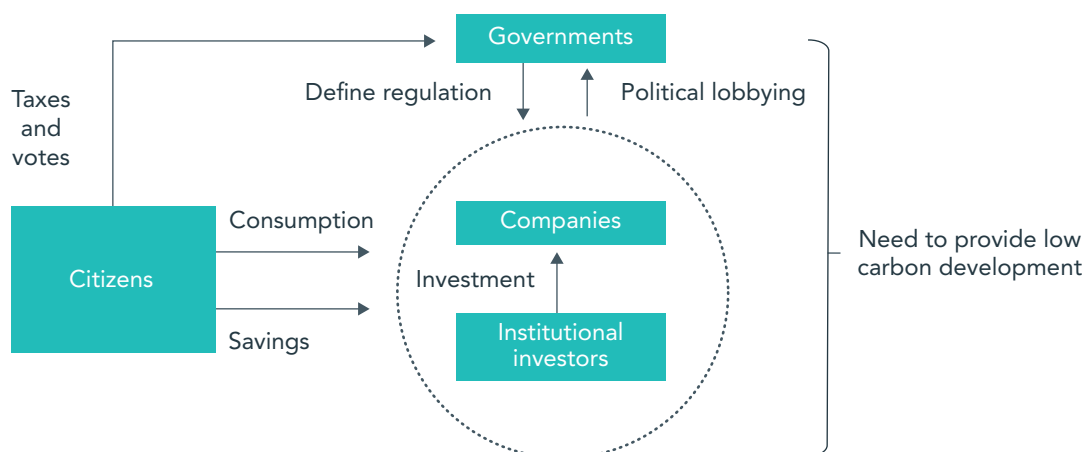 Governments
Define regulation
Political lobbying
Taxes
and
votes
Consumption
Companies
Need to provide low
carbon development
Citizens
Investment
Savings
Institutional
investors